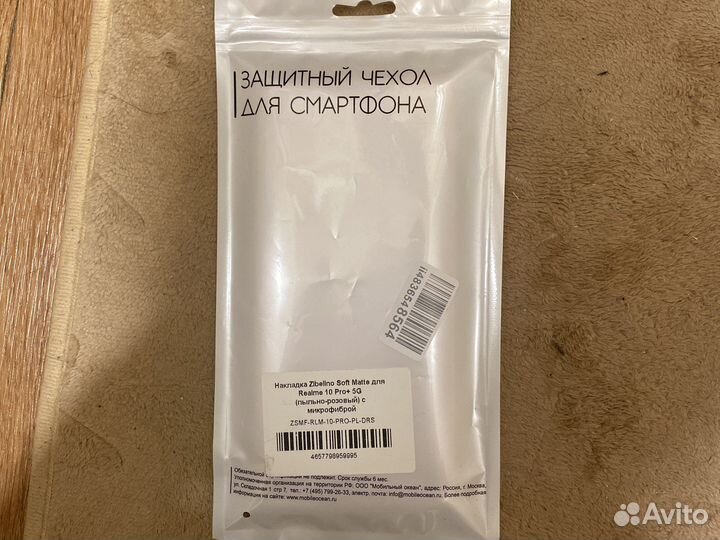 ЗАЩИТНЫЙ ЧЕХОЛ
ДЛЯ СМАРТФОНА
ii4836548564
Накладка Zibelino Soft Matte для
Realme 10 Pro+ 5G
(пыльно-розовый) с
микрофиброй
ZSMF-RLM-10-PRO-PL-DRS
4657798959995
Обязательной сертификации не подлежит. Срок службы 6 мес.
Уполномоченная организация на территории РФ: ООО "Мобильный океан", адрес: Россия, г. Москва,
ул.Складочная 1 стр 7, тел.: +7 (495) 799-26-33, электр. почта: info@mobileocean.ru. Более подробная
информация на сайте: www.mobileocean.ru
Avito